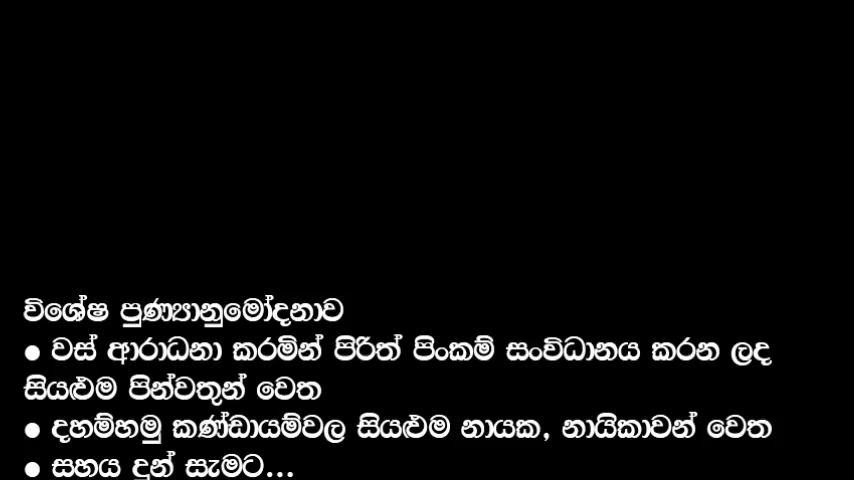 විශේෂ පුණ්‍යානුමෝදනාව
● වස් ආරාධනා කරමින් පිරිත් පිංකම් සංවිධානය කරන ලද
සියළුම පින්වතුන් වෙත
● දහම්හමු කණ්ඩායම්වල සියළුම නායක, නායිකාවන් වෙත
● සහය දුන් සැමට...